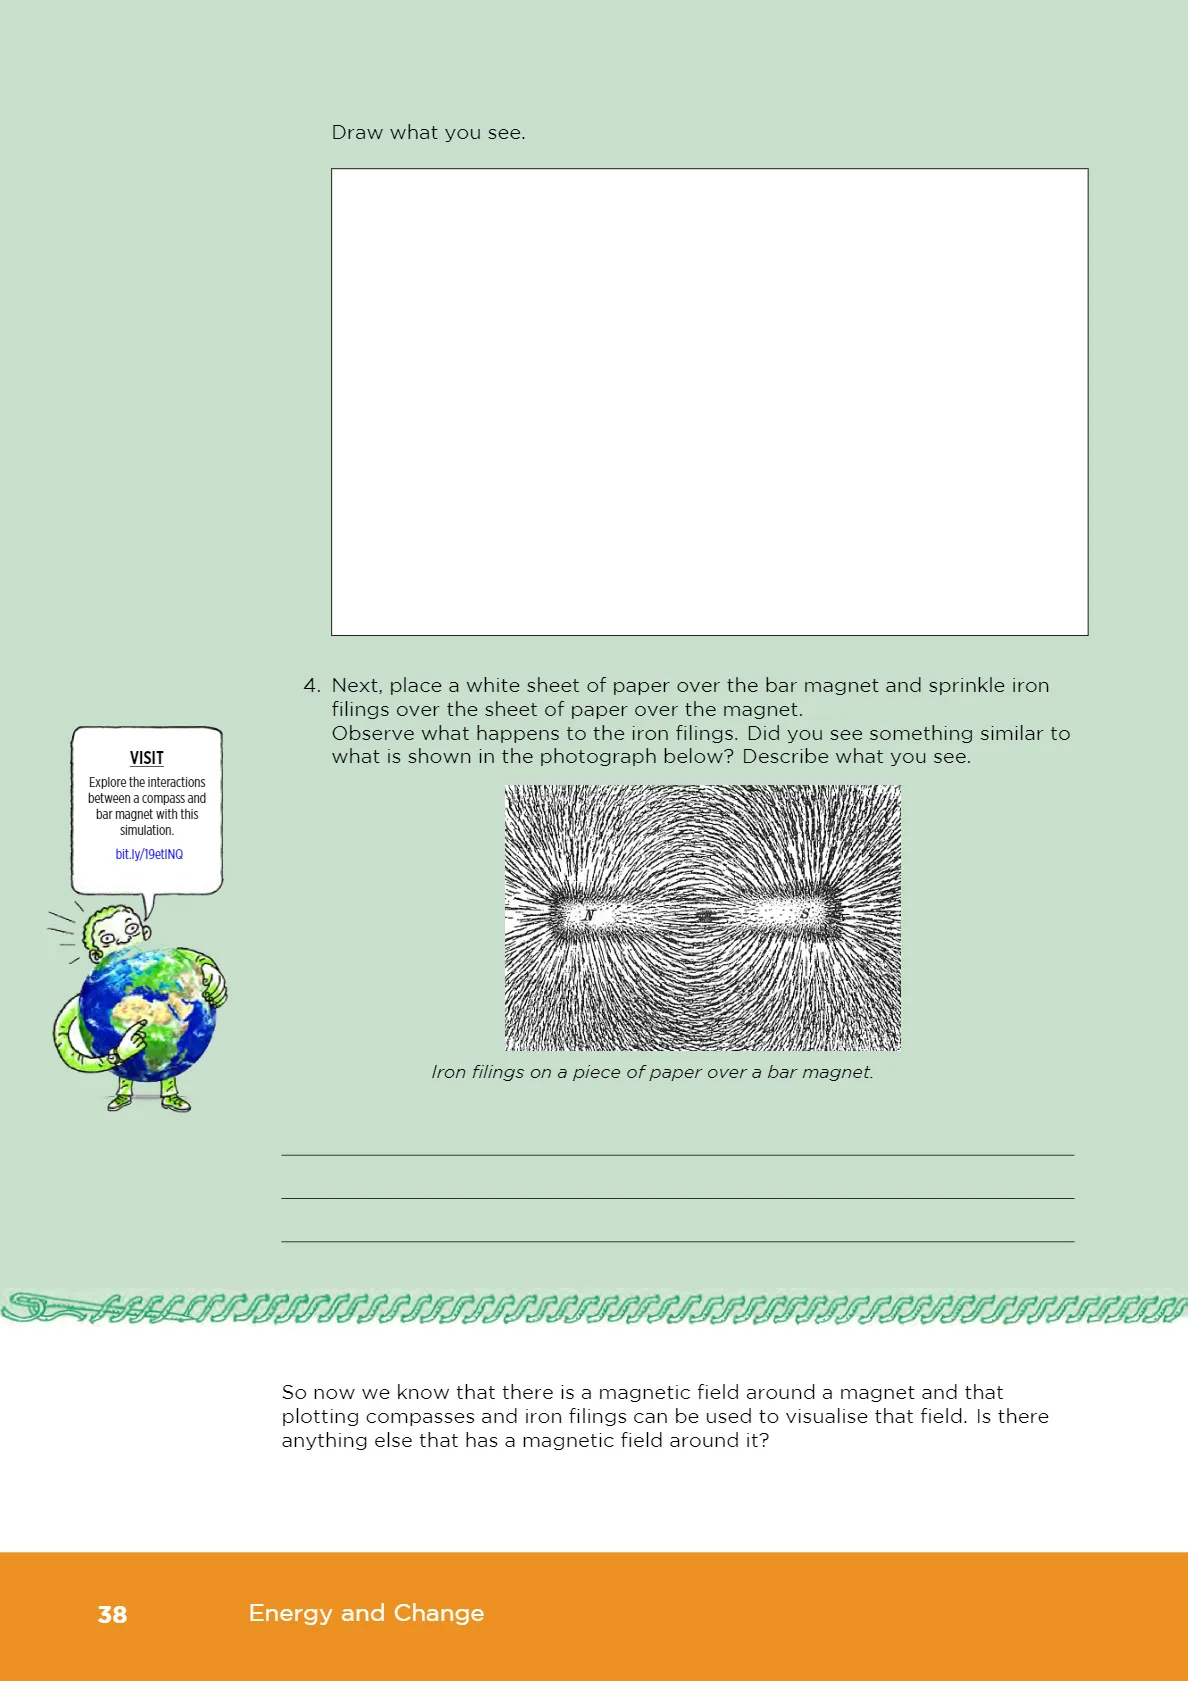 Draw what you see.
4. Next, place a white sheet of paper over the bar magnet and sprinkle iron
filings over the sheet of paper over the magnet.
Observe what happens to the iron filings. Did you see something similar to
what is shown in the photograph below? Describe what you see.
VISIT
Explore the interactions
between a compass and
bar magnet with this
simulation.
bit.ly/19etINQ
N S
Iron filings on a piece of paper over a bar magnet.
So now we know that there is a magnetic field around a magnet and that
plotting compasses and iron filings can be used to visualise that field. Is there
anything else that has a magnetic field around it?
38 Energy and Change